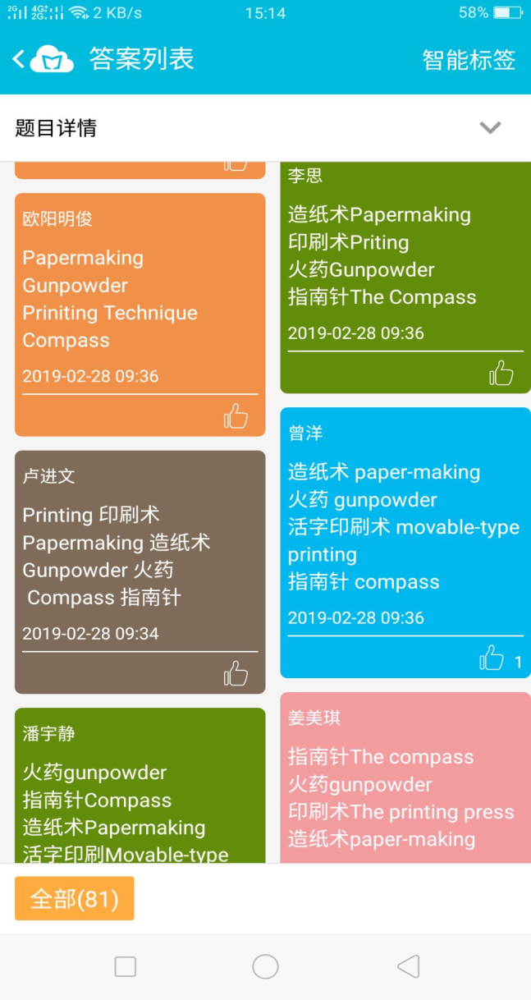 2G 4G+ 2G 2 KB/s 15:14 58%
答案列表 智能标签
题目详情
欧阳明俊
Papermaking
Gunpowder
Priniting Technique
Compass
2019-02-28 09:36
卢进文
Printing 印刷术
Papermaking 造纸术
Gunpowder 火药
Compass 指南针
2019-02-28 09:34
潘宇静
火药gunpowder
指南针Compass
造纸术Papermaking
活字印刷Movable-type
李思
造纸术Papermaking
印刷术Priting
火药Gunpowder
指南针The Compass
2019-02-28 09:36
曾洋
造纸术 paper-making
火药 gunpowder
活字印刷术 movable-type
printing
指南针 compass
2019-02-28 09:36
1
姜美琪
指南针The compass
火药gunpowder
印刷术The printing press
造纸术paper-making
全部(81)